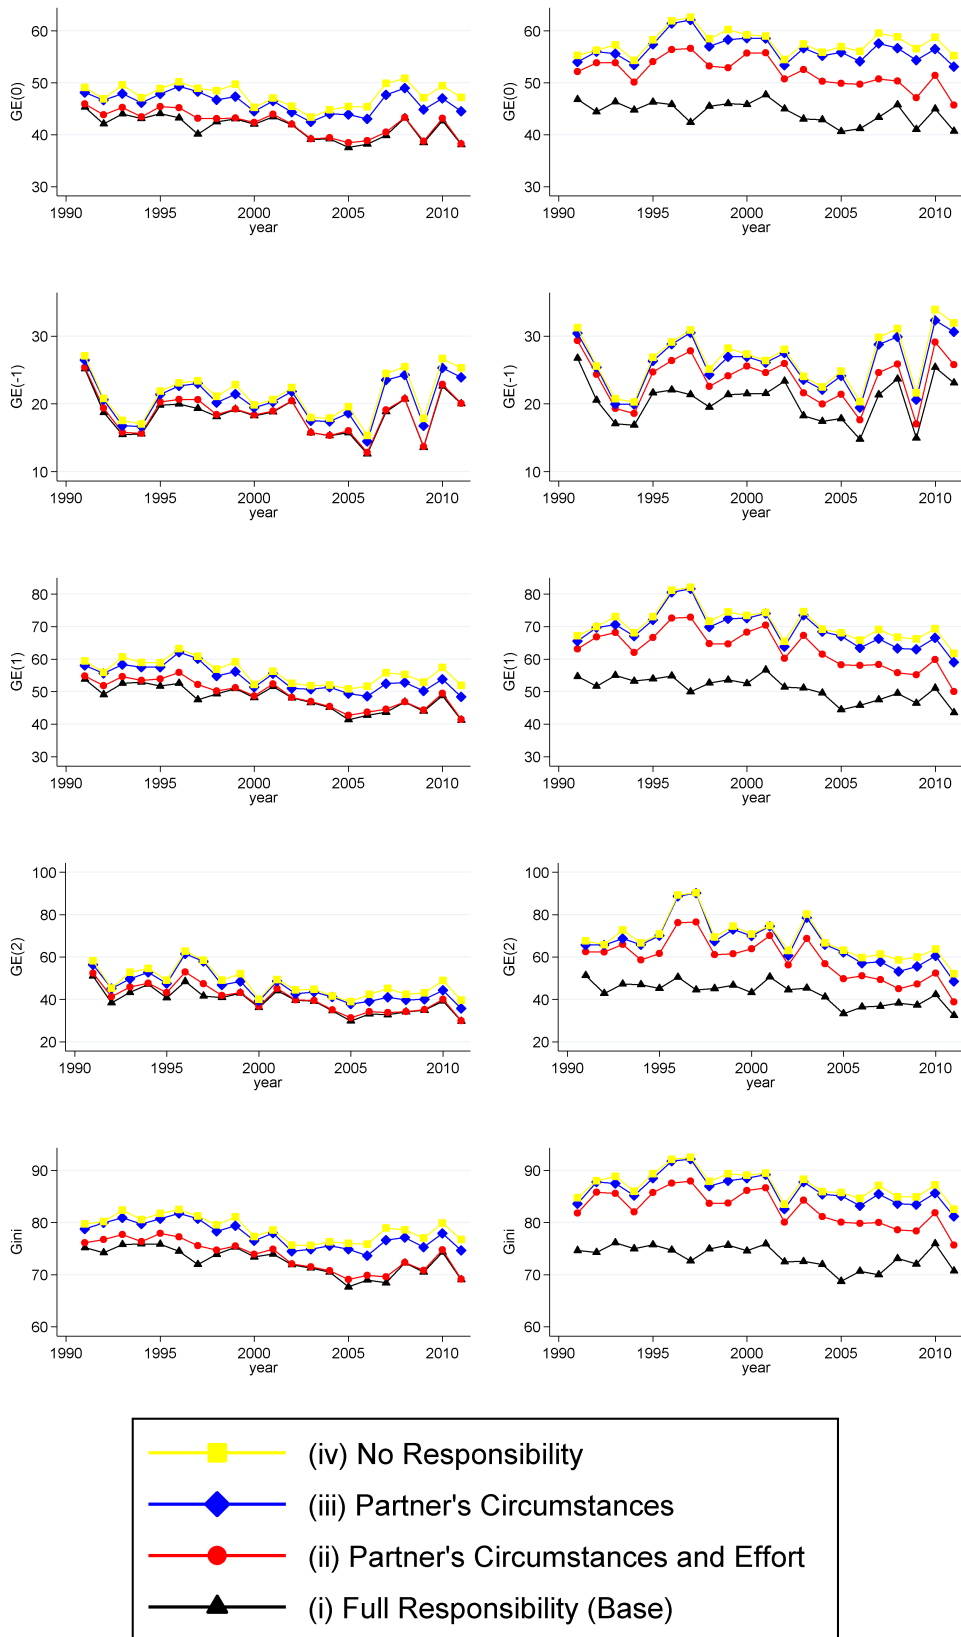 GE(0)
60
50
40
30
1990 1995 2000 2005 2010
year
GE(0)
60
50
40
30
1990 1995 2000 2005 2010
year
GE(-1)
30
20
10
1990 1995 2000 2005 2010
year
GE(-1)
30
20
10
1990 1995 2000 2005 2010
year
GE(1)
80
70
60
50
40
30
1990 1995 2000 2005 2010
year
GE(1)
80
70
60
50
40
30
1990 1995 2000 2005 2010
year
GE(2)
100
80
60
40
20
1990 1995 2000 2005 2010
year
GE(2)
100
80
60
40
20
1990 1995 2000 2005 2010
year
Gini
90
80
70
60
1990 1995 2000 2005 2010
year
Gini
90
80
70
60
1990 1995 2000 2005 2010
year
(iv) No Responsibility
(iii) Partner's Circumstances
(ii) Partner's Circumstances and Effort
(i) Full Responsibility (Base)